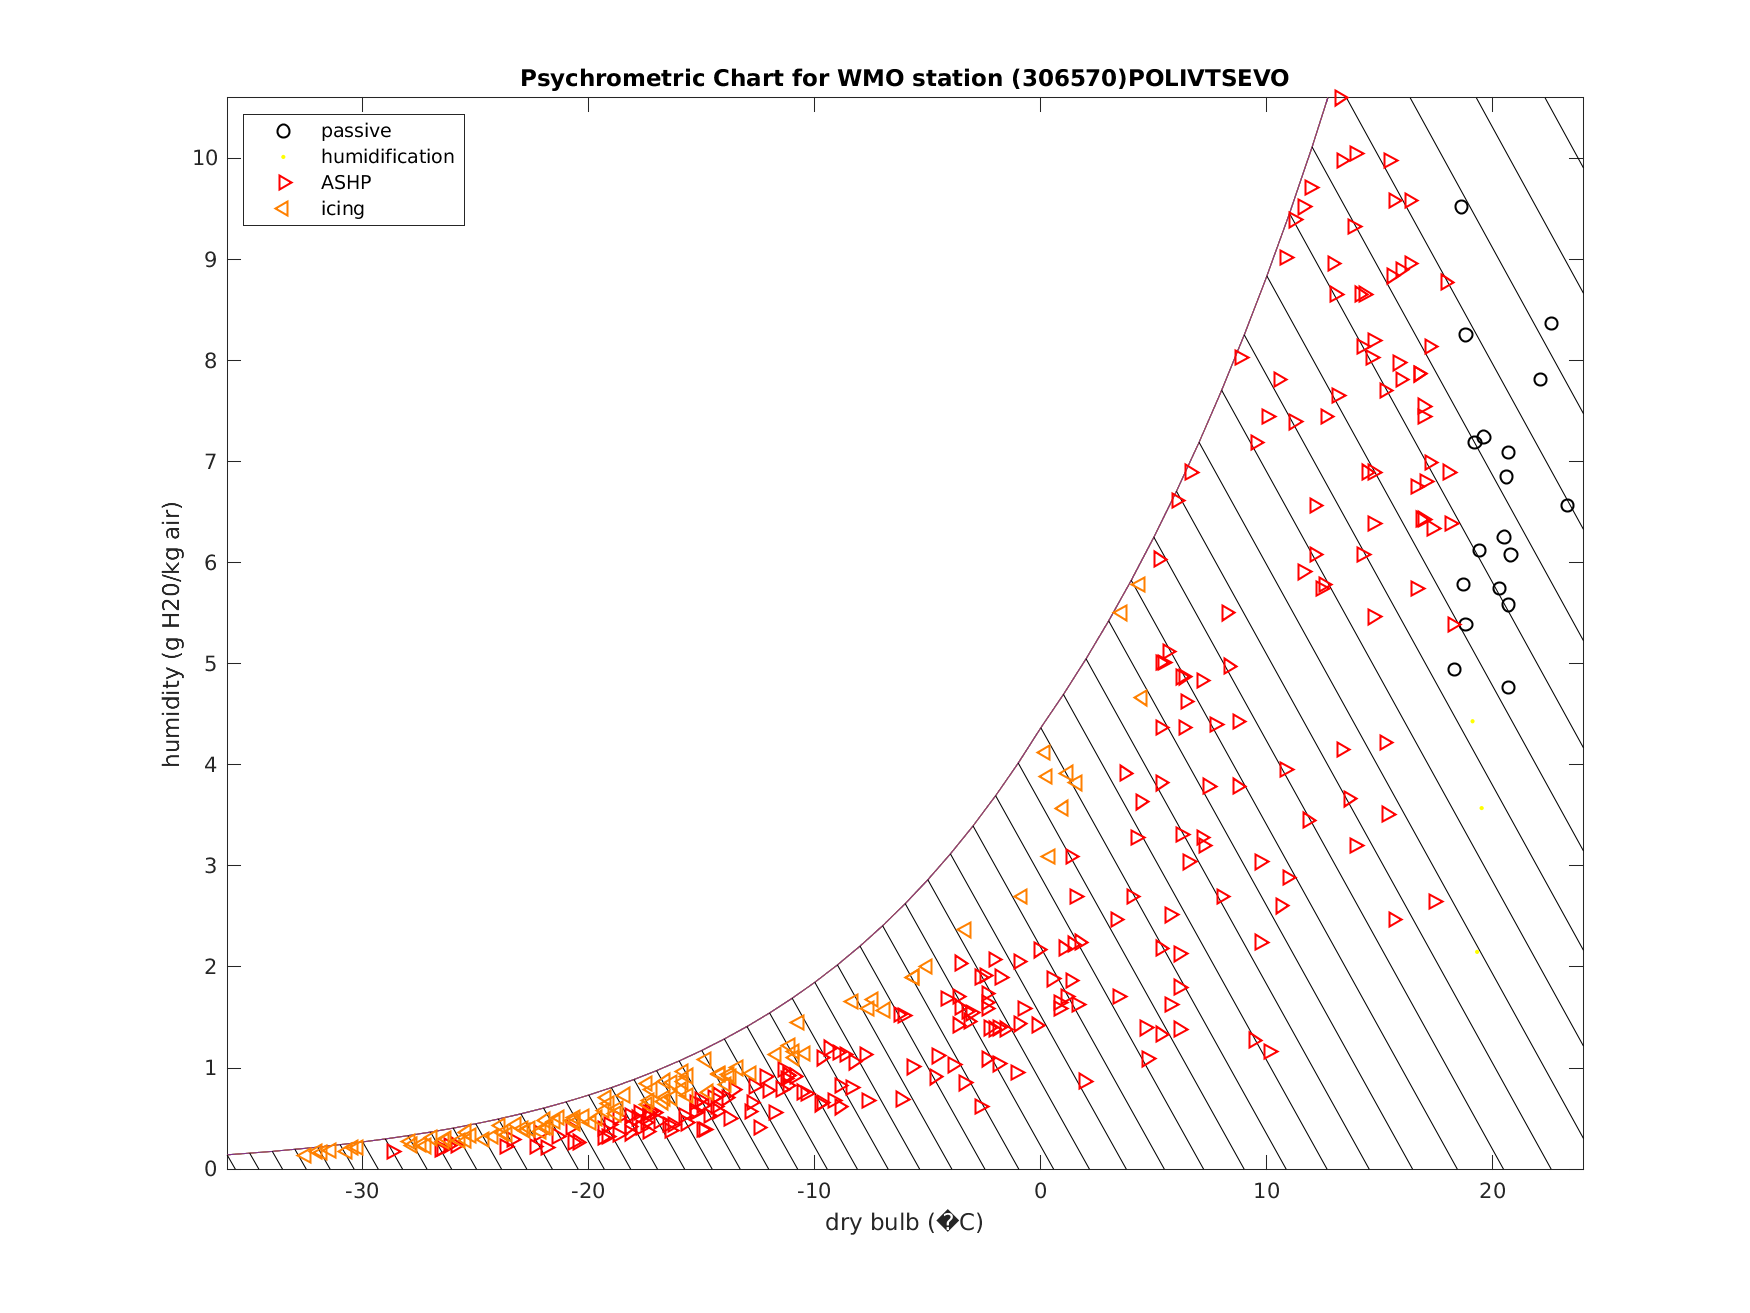 Psychrometric Chart for WMO station (306570)POLIVTSEVO
passive
humidification
ASHP
icing
10
9
8
7
6
5
4
3
2
1
0
humidity (g H20/kg air)
-30
-20
-10
0
10
20
dry bulb (�C)